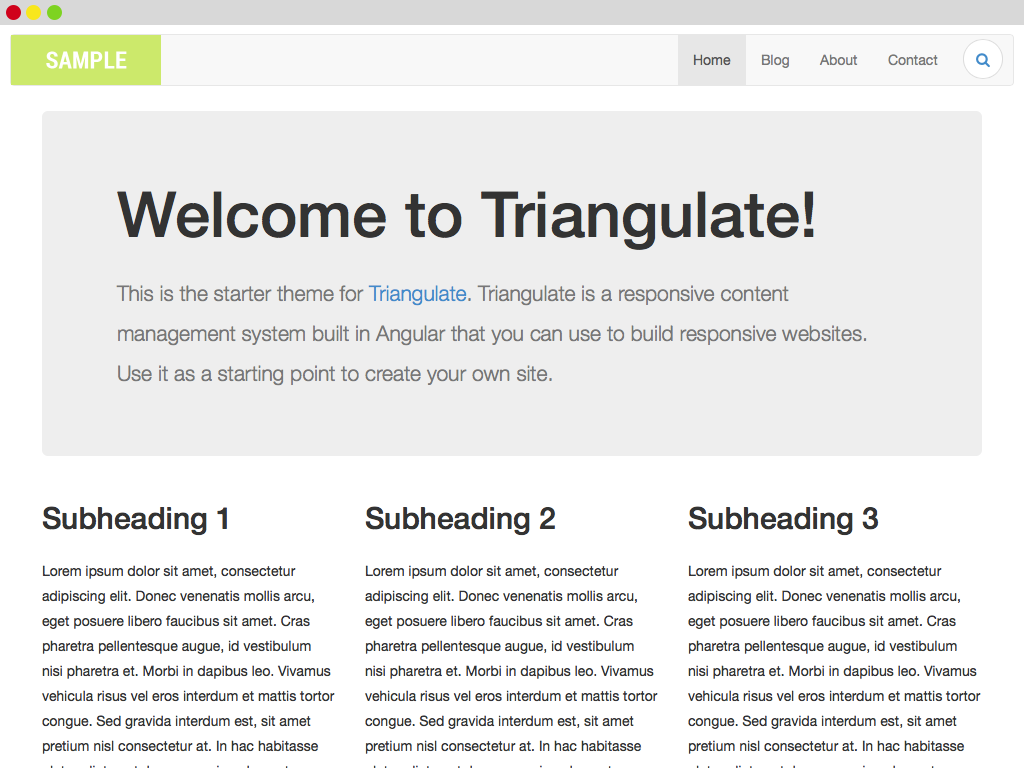 SAMPLE
Home Blog About Contact
Welcome to Triangulate!
This is the starter theme for Triangulate. Triangulate is a responsive content
management system built in Angular that you can use to build responsive websites.
Use it as a starting point to create your own site.
Subheading 1
Lorem ipsum dolor sit amet, consectetur
adipiscing elit. Donec venenatis mollis arcu,
eget posuere libero faucibus sit amet. Cras
pharetra pellentesque augue, id vestibulum
nisi pharetra et. Morbi in dapibus leo. Vivamus
vehicula risus vel eros interdum et mattis tortor
congue. Sed gravida interdum est, sit amet
pretium nisl consectetur at. In hac habitasse
Subheading 2
Lorem ipsum dolor sit amet, consectetur
adipiscing elit. Donec venenatis mollis arcu,
eget posuere libero faucibus sit amet. Cras
pharetra pellentesque augue, id vestibulum
nisi pharetra et. Morbi in dapibus leo. Vivamus
vehicula risus vel eros interdum et mattis tortor
congue. Sed gravida interdum est, sit amet
pretium nisl consectetur at. In hac habitasse
Subheading 3
Lorem ipsum dolor sit amet, consectetur
adipiscing elit. Donec venenatis mollis arcu,
eget posuere libero faucibus sit amet. Cras
pharetra pellentesque augue, id vestibulum
nisi pharetra et. Morbi in dapibus leo. Vivamus
vehicula risus vel eros interdum et mattis tortor
congue. Sed gravida interdum est, sit amet
pretium nisl consectetur at. In hac habitasse